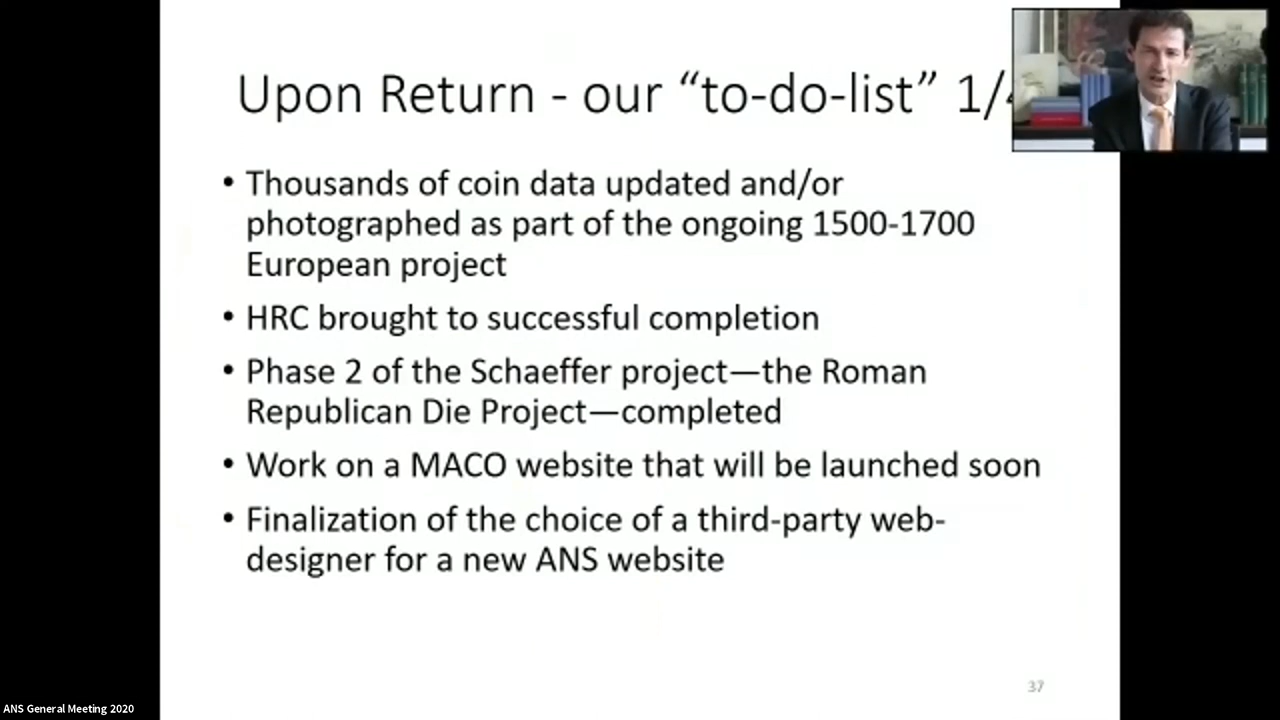 Upon Return - our “to-do-list” 1/
• Thousands of coin data updated and/or
photographed as part of the ongoing 1500-1700
European project
• HRC brought to successful completion
• Phase 2 of the Schaeffer project—the Roman
Republican Die Project—completed
• Work on a MACO website that will be launched soon
• Finalization of the choice of a third-party web-
designer for a new ANS website
37
ANS General Meeting 2020